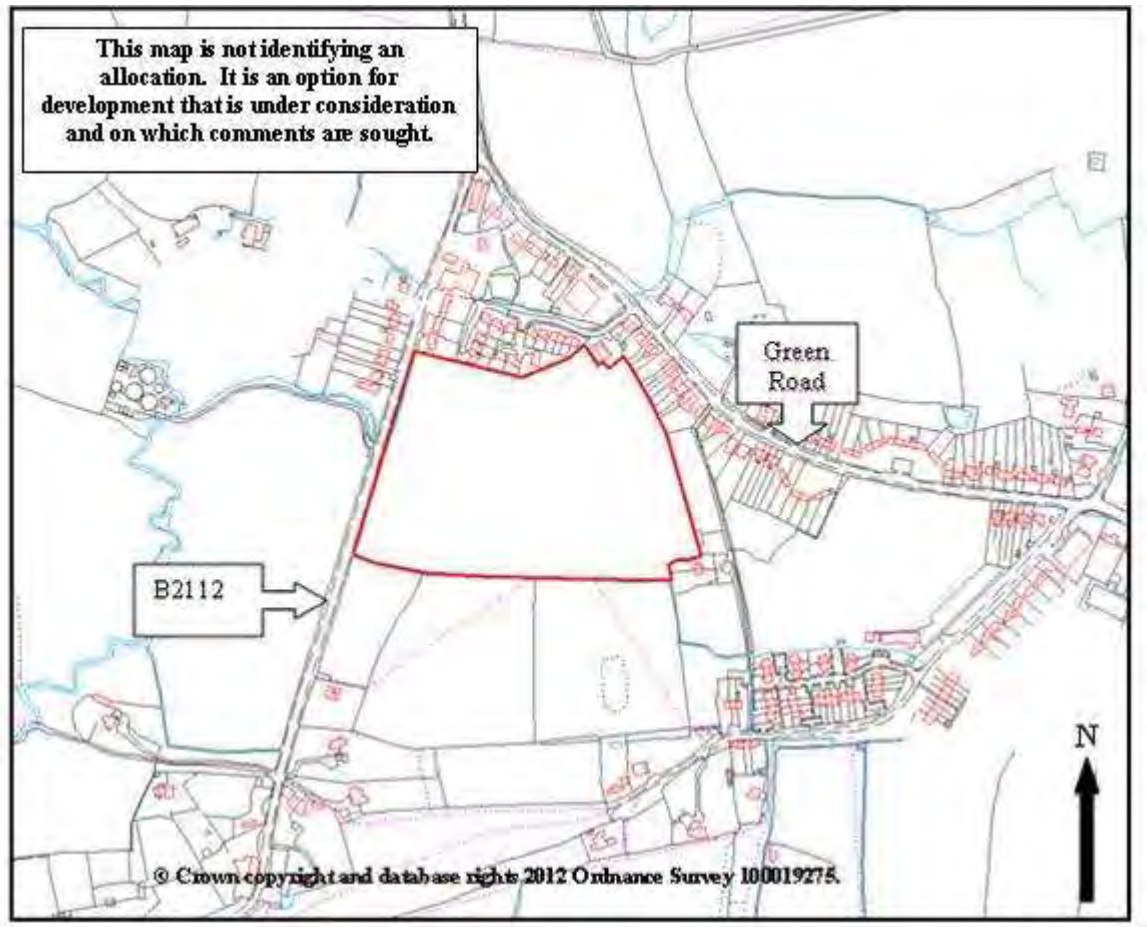 This map is not identifying an
allocation. It is an option for
development that is under consideration
and on which comments are sought.
Green
Road
B2112
N
© Crown copyright and database rights 2012 Ordnance Survey 100019275.